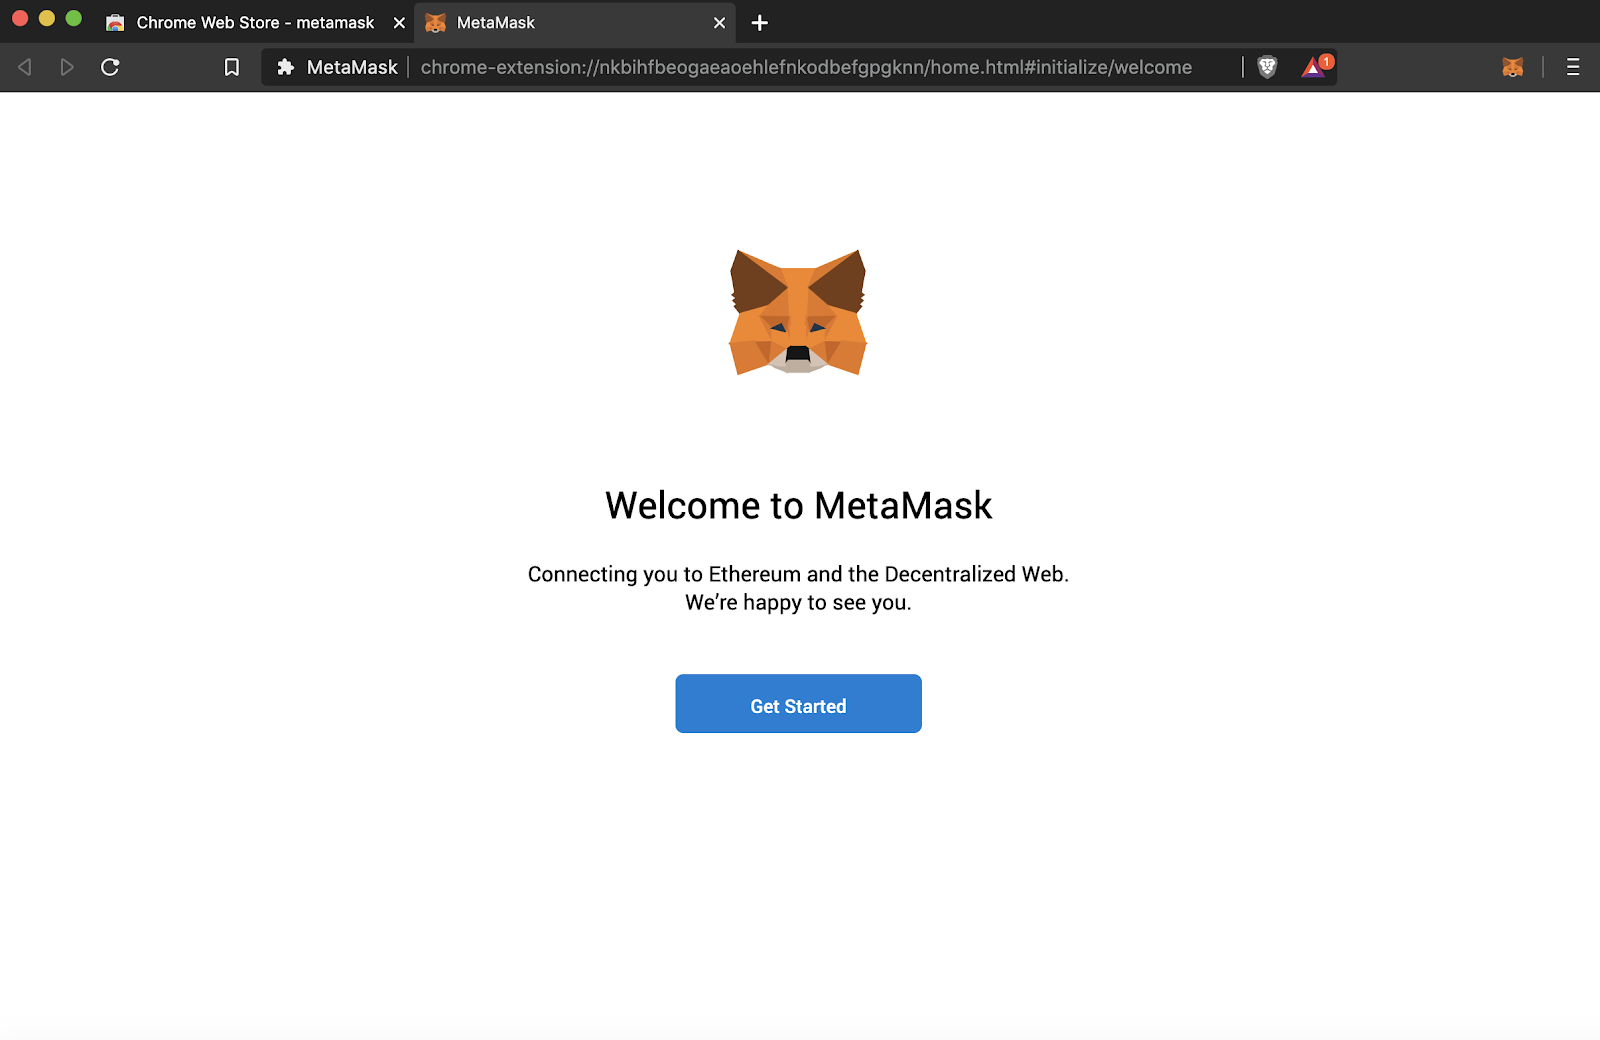 Chrome Web Store - metamask
MetaMask
MetaMask
chrome-extension://nkbihfbeogaeaoehlefnkodbefgpgknn/home.html#initialize/welcome
1
Welcome to MetaMask
Connecting you to Ethereum and the Decentralized Web.
We’re happy to see you.
Get Started